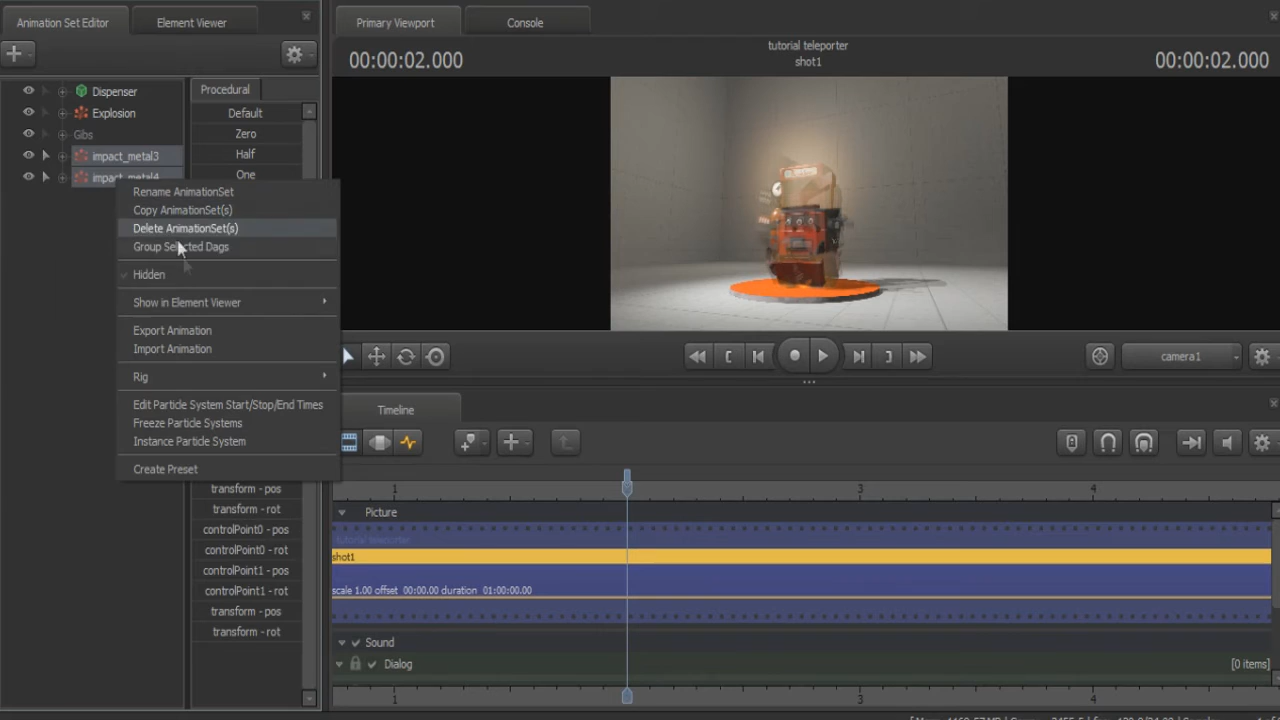 Animation Set Editor
Element Viewer
Primary Viewport
Console
00:00:02.000
tutorial teleporter
shot1
00:00:02.000
Dispenser
Explosion
Gibs
impact_metal3
impact_metal4
Procedural
Default
Zero
Half
One
Rename AnimationSet
Copy AnimationSet(s)
Delete AnimationSet(s)
Group Selected Dags
Hidden
Show in Element Viewer
Export Animation
Import Animation
Rig
Edit Particle System Start/Stop/End Times
Freeze Particle Systems
Instance Particle System
Create Preset
transform - pos
transform - rot
controlPoint0 - pos
controlPoint0 - rot
controlPoint1 - pos
controlPoint1 - rot
transform - pos
transform - rot
camera1
Timeline
1
3
4
Picture
tutorial teleporter
shot1
scale 1.00 offset 00:00.00 duration 01:00:00.00
Sound
Dialog
[0 items]
1
3
4